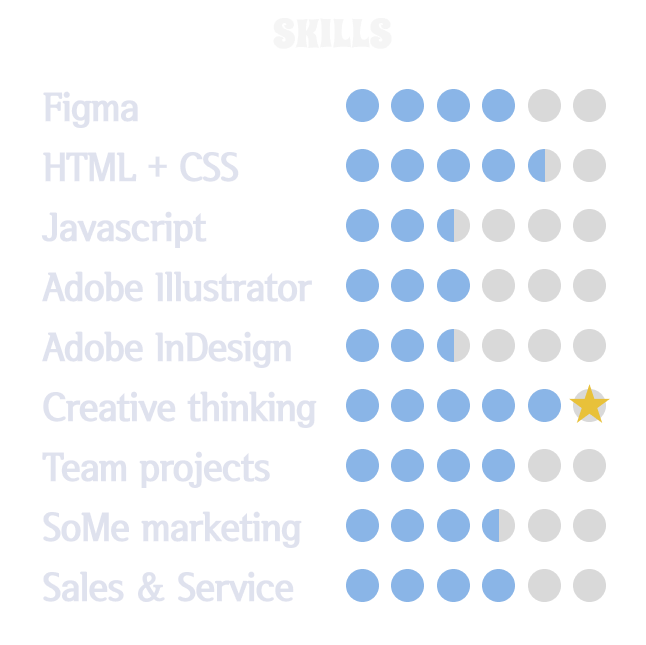 SKILLS
Figma
HTML + CSS
Javascript
Adobe Illustrator
Adobe InDesign
Creative thinking
Team projects
SoMe marketing
Sales & Service